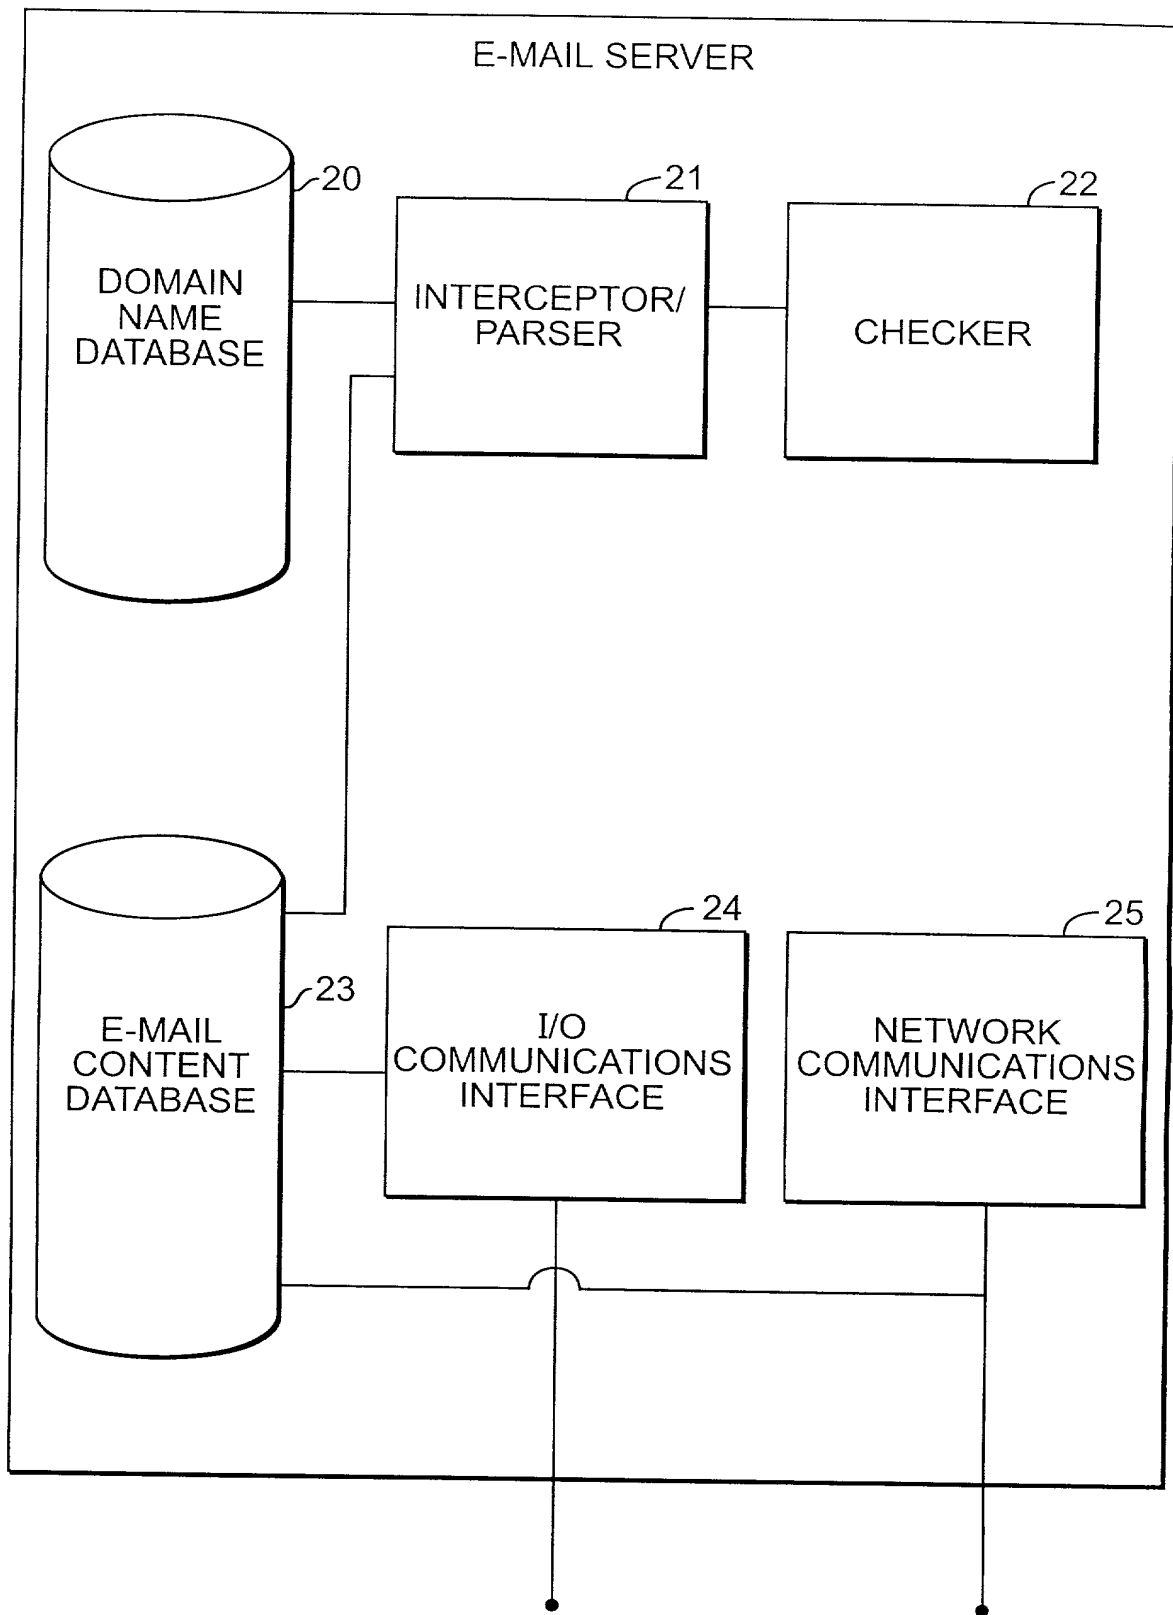 E-MAIL SERVER
20
DOMAIN
NAME
DATABASE
21
INTERCEPTOR/
PARSER
22
CHECKER
23
E-MAIL
CONTENT
DATABASE
24
I/O
COMMUNICATIONS
INTERFACE
25
NETWORK
COMMUNICATIONS
INTERFACE